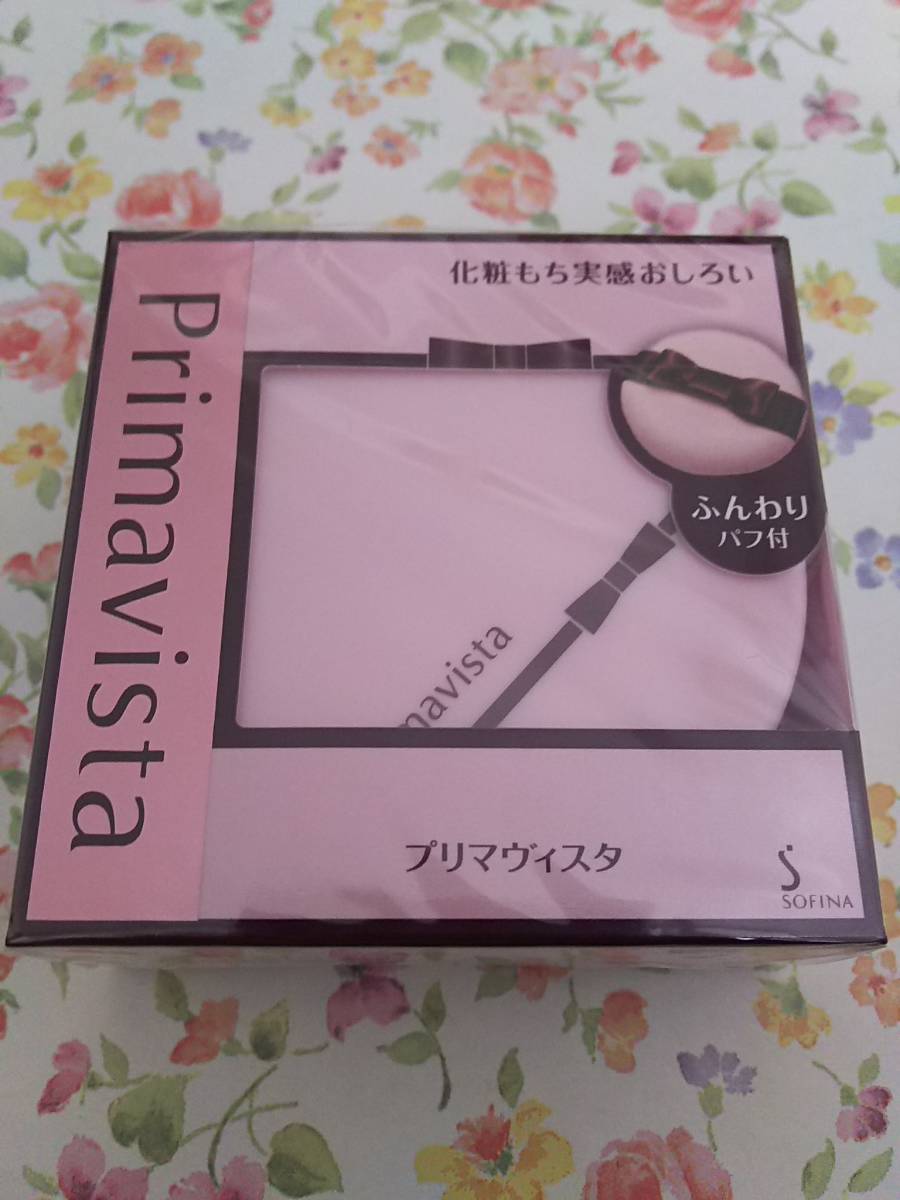 Primavista
化粧もち実感おしろい
ふんわり
パフ付
mavista
プリマヴィスタ
S
SOFINA